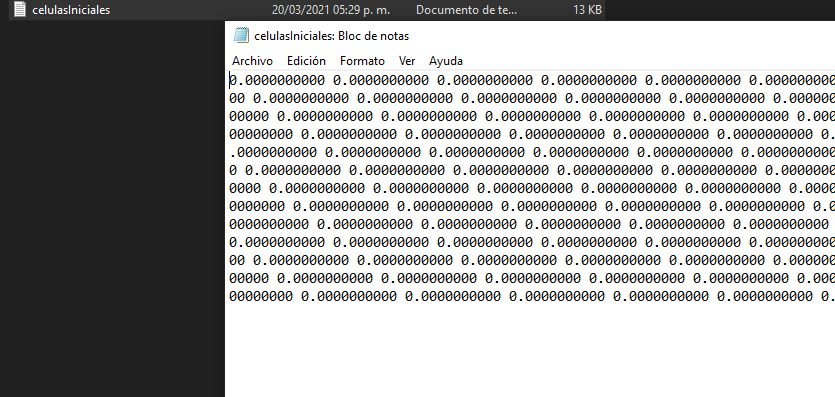 celulasIniciales 20/03/2021 05:29 p. m. Documento de te... 13 KB
celulasIniciales: Bloc de notas
Archivo Edición Formato Ver Ayuda
0.0000000000 0.0000000000 0.0000000000 0.0000000000 0.0000000000 0.000000000
00 0.0000000000 0.0000000000 0.0000000000 0.0000000000 0.0000000000 0.000000
00000 0.0000000000 0.0000000000 0.0000000000 0.0000000000 0.0000000000 0.000
00000000 0.0000000000 0.0000000000 0.0000000000 0.0000000000 0.0000000000 0.
.0000000000 0.0000000000 0.0000000000 0.0000000000 0.0000000000 0.0000000000
0 0.0000000000 0.0000000000 0.0000000000 0.0000000000 0.0000000000 0.0000000
0000 0.0000000000 0.0000000000 0.0000000000 0.0000000000 0.0000000000 0.0000
0000000 0.0000000000 0.0000000000 0.0000000000 0.0000000000 0.0000000000 0.0
0000000000 0.0000000000 0.0000000000 0.0000000000 0.0000000000 0.0000000000
0.0000000000 0.0000000000 0.0000000000 0.0000000000 0.0000000000 0.000000000
00 0.0000000000 0.0000000000 0.0000000000 0.0000000000 0.0000000000 0.000000
00000 0.0000000000 0.0000000000 0.0000000000 0.0000000000 0.0000000000 0.000
00000000 0.0000000000 0.0000000000 0.0000000000 0.0000000000 0.0000000000 0.